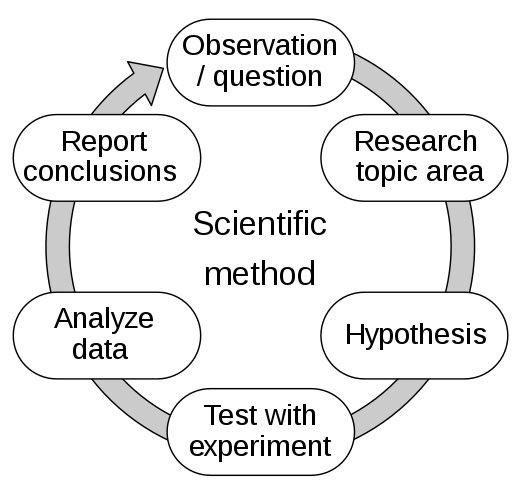 Observation
/ question
Research
topic area
Hypothesis
Test with
experiment
Analyze
data
Report
conclusions
Scientific
method